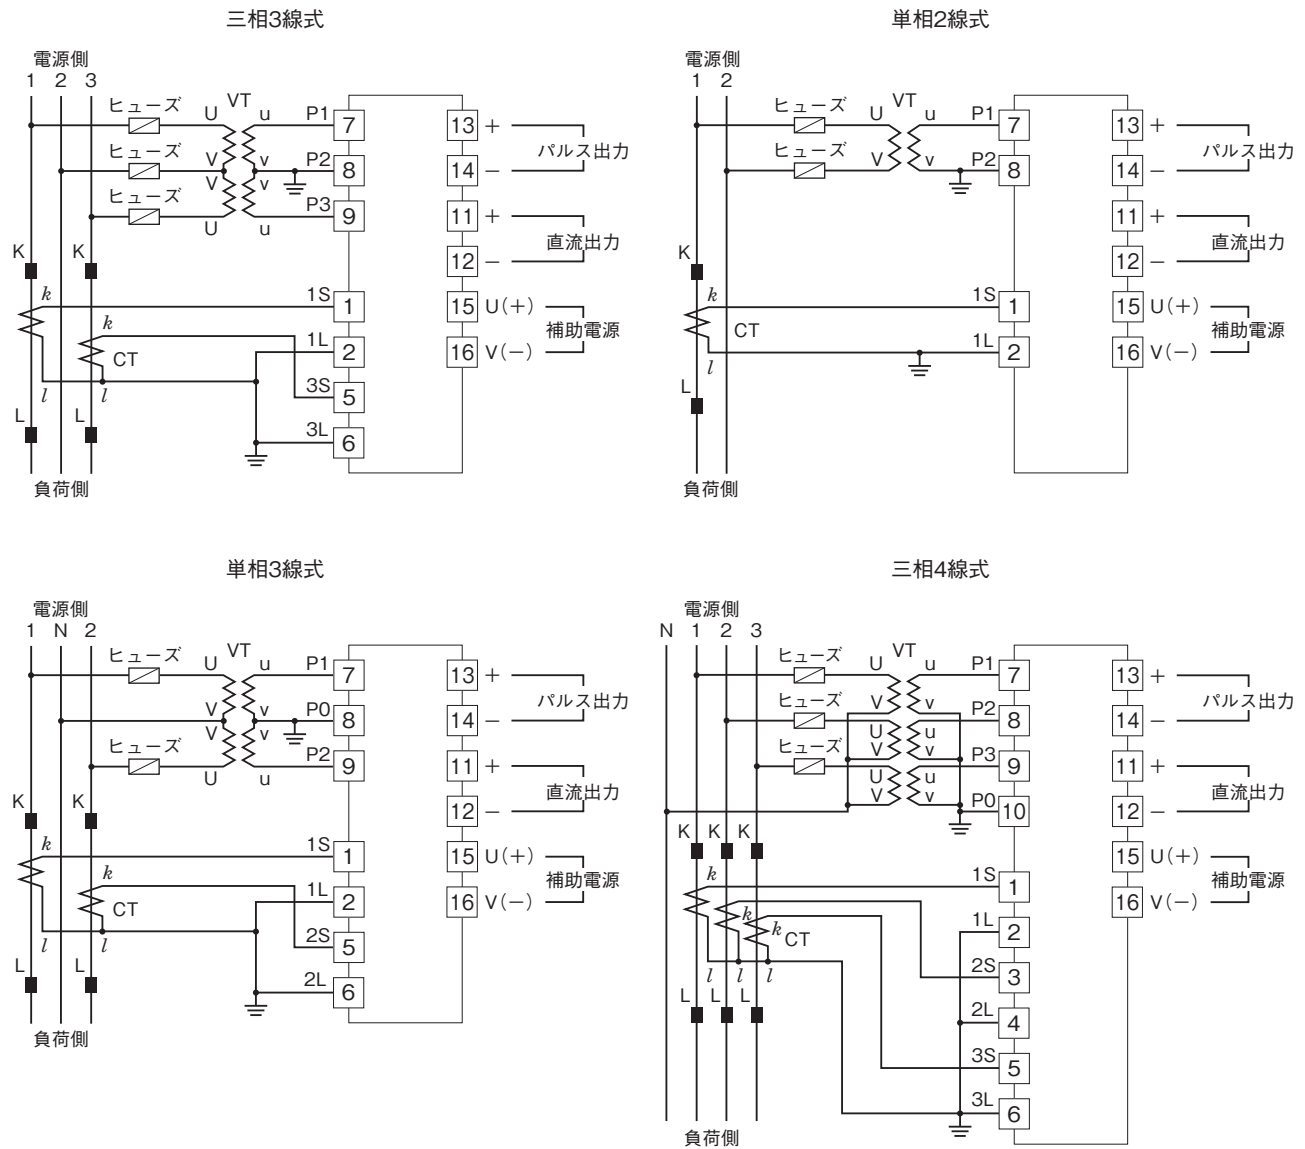 三相3線式
電源側
1 2 3
ヒューズ U VT u P1 7 13 +
パルス出力
ヒューズ V v P2 8 14 −
V v
ヒューズ U u P3 9 11 +
直流出力
12 −
K K
k 1S 1 15 U(+)
補助電源
k CT 1L 2 16 V(−)
l l 3S 5
L L 3L 6
負荷側
単相2線式
電源側
1 2
ヒューズ U VT u P1 7 13 +
パルス出力
ヒューズ V v P2 8 14 −
11 +
直流出力
12 −
K
k 1S 1 15 U(+)
CT 補助電源
l 1L 2 16 V(−)
L
負荷側
単相3線式
電源側
1 N 2
ヒューズ U VT u P1 7 13 +
パルス出力
V v P0 8 14 −
V v
ヒューズ U u P2 9 11 +
直流出力
12 −
K K
k 1S 1 15 U(+)
補助電源
k CT 1L 2 16 V(−)
l l 2S 5
L L 2L 6
負荷側
三相4線式
電源側
N 1 2 3
ヒューズ U VT u P1 7 13 +
パルス出力
V v
ヒューズ U u P2 8 14 −
V v
ヒューズ U u P3 9 11 +
直流出力
V v P0 10 12 −
K K K
k 1S 1 15 U(+)
補助電源
k k CT 1L 2 16 V(−)
l l l 2S 3
L L L 2L 4
3S 5
3L 6
負荷側